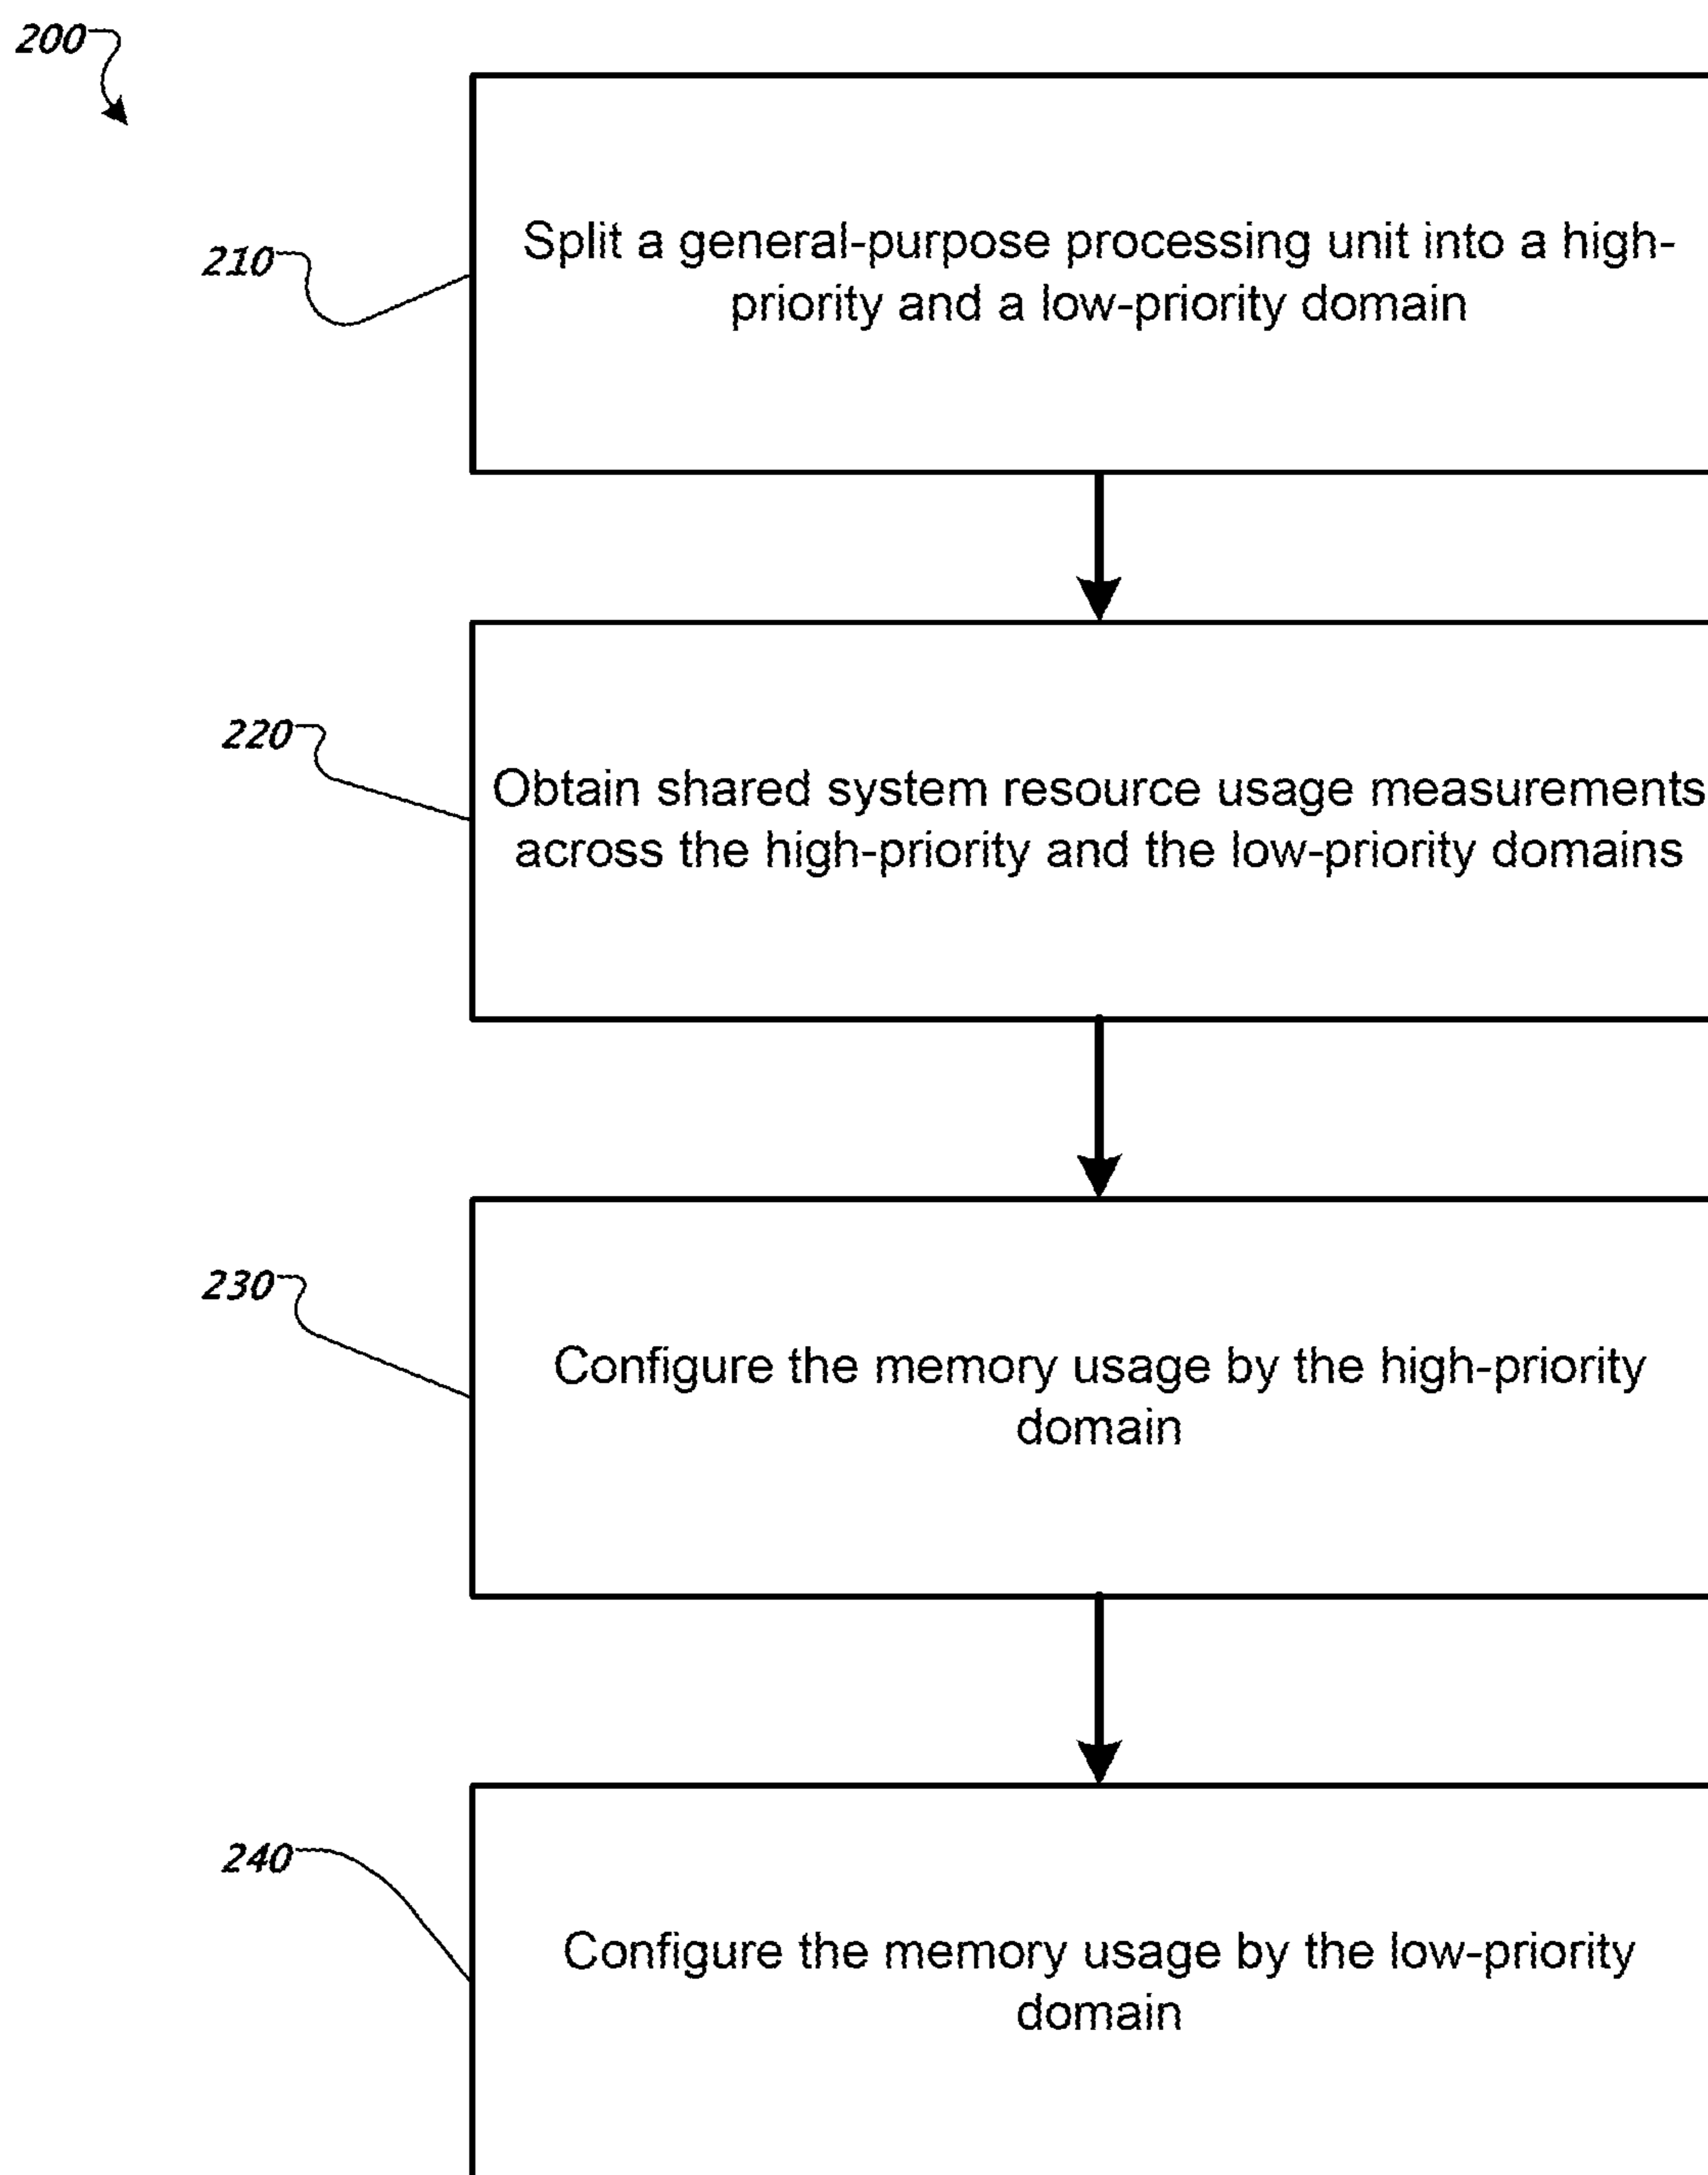 200
210
Split a general-purpose processing unit into a high-
priority and a low-priority domain
220
Obtain shared system resource usage measurements
across the high-priority and the low-priority domains
230
Configure the memory usage by the high-priority
domain
240
Configure the memory usage by the low-priority
domain